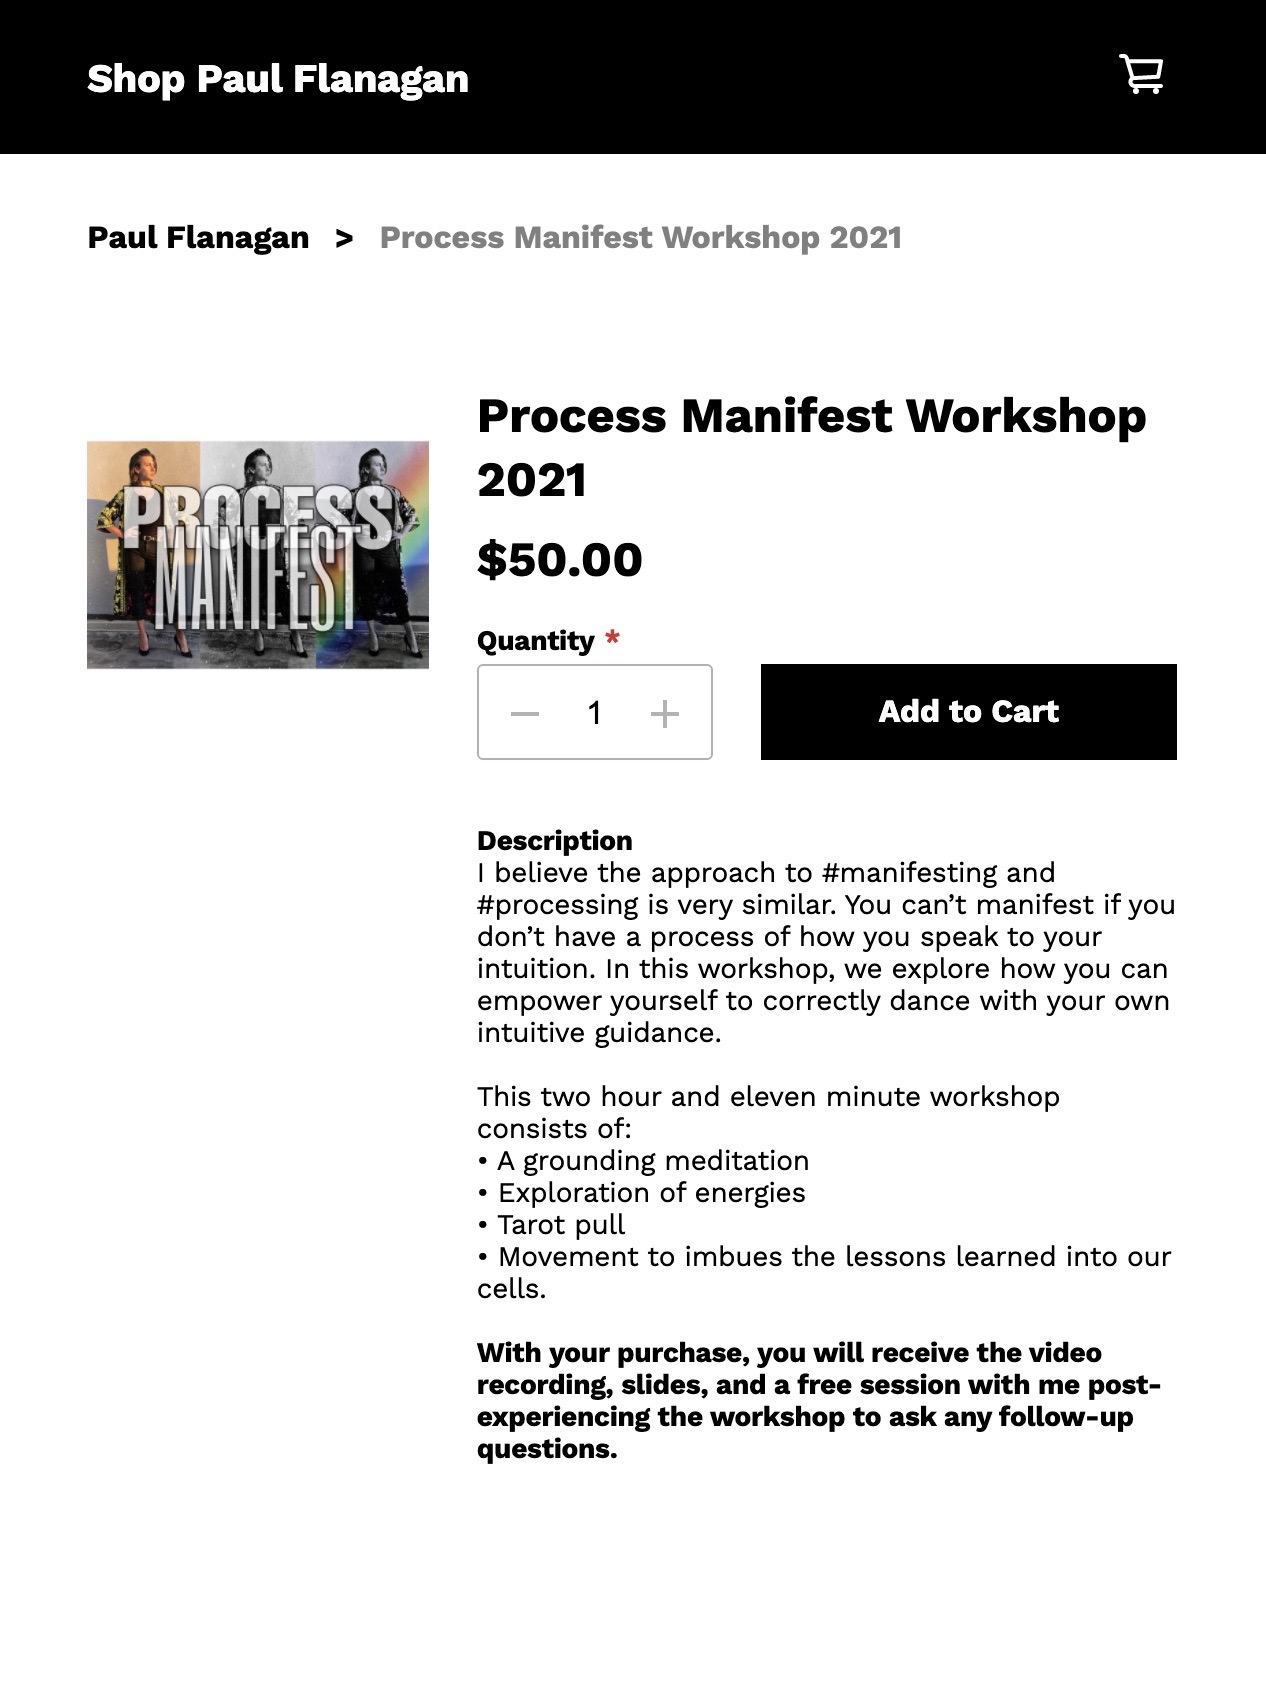 Shop Paul Flanagan
Paul Flanagan > Process Manifest Workshop 2021
PROCESS
MANIFEST
Process Manifest Workshop
2021
$50.00
Quantity *
1
Add to Cart
Description
I believe the approach to #manifesting and
#processing is very similar. You can’t manifest if you
don’t have a process of how you speak to your
intuition. In this workshop, we explore how you can
empower yourself to correctly dance with your own
intuitive guidance.
This two hour and eleven minute workshop
consists of:
• A grounding meditation
• Exploration of energies
• Tarot pull
• Movement to imbues the lessons learned into our
cells.
With your purchase, you will receive the video
recording, slides, and a free session with me post-
experiencing the workshop to ask any follow-up
questions.